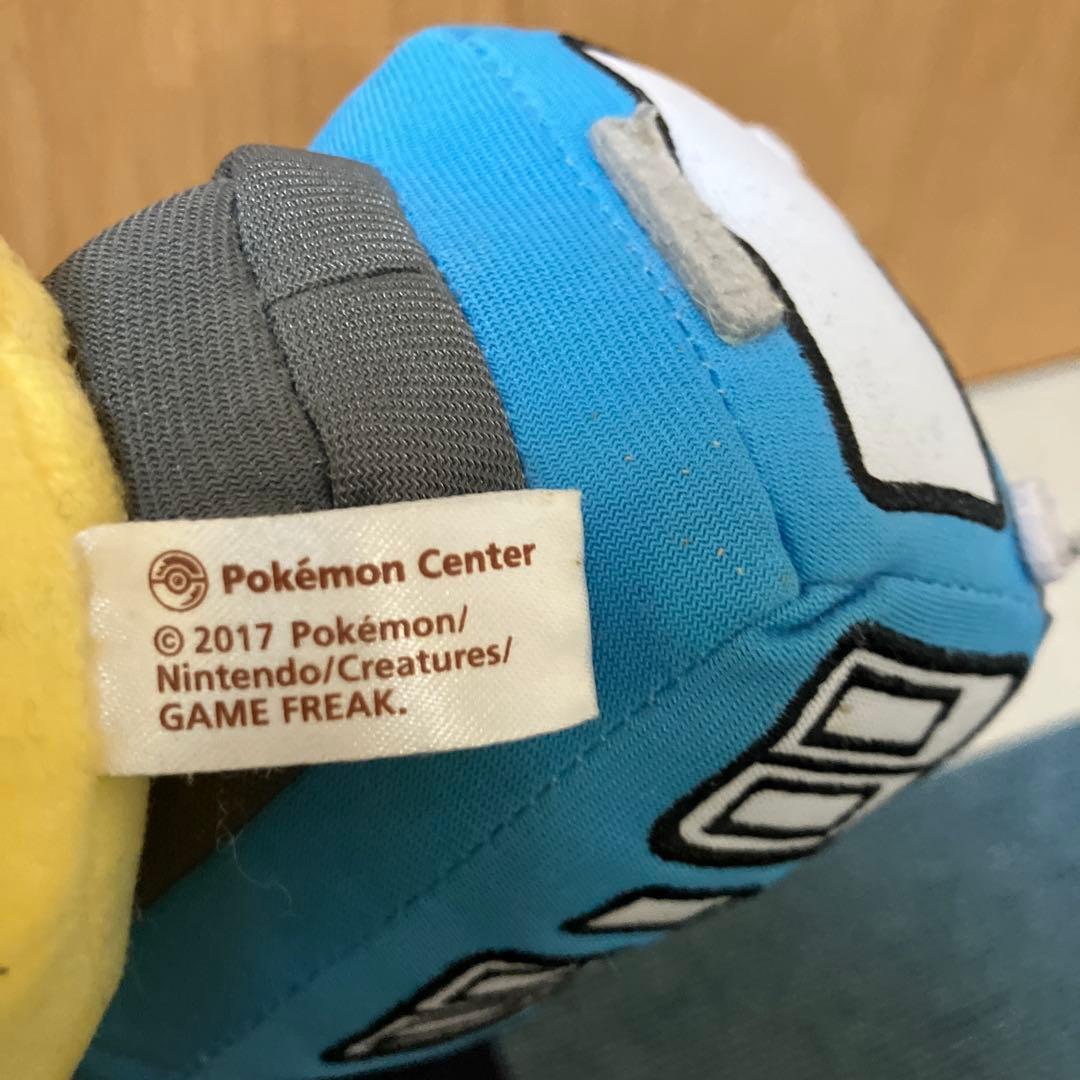 Pokémon Center
© 2017 Pokémon/
Nintendo/Creatures/
GAME FREAK.